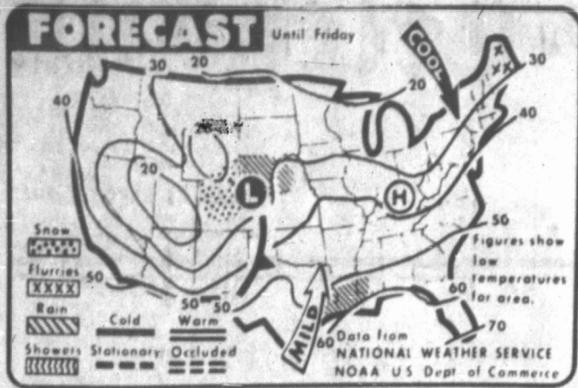 FORECAST Until Friday
30 20
40
20
30
40
20
COOL
L
H
Snow
Flurries
XXXX
Rain
Showers
50
50 50
Cold Warm
Stationary Occluded
MILD
60
50
Figures show
low
temperatures
for area.
60
70
Data from
NATIONAL WEATHER SERVICE
NOAA US Dept of Commerce